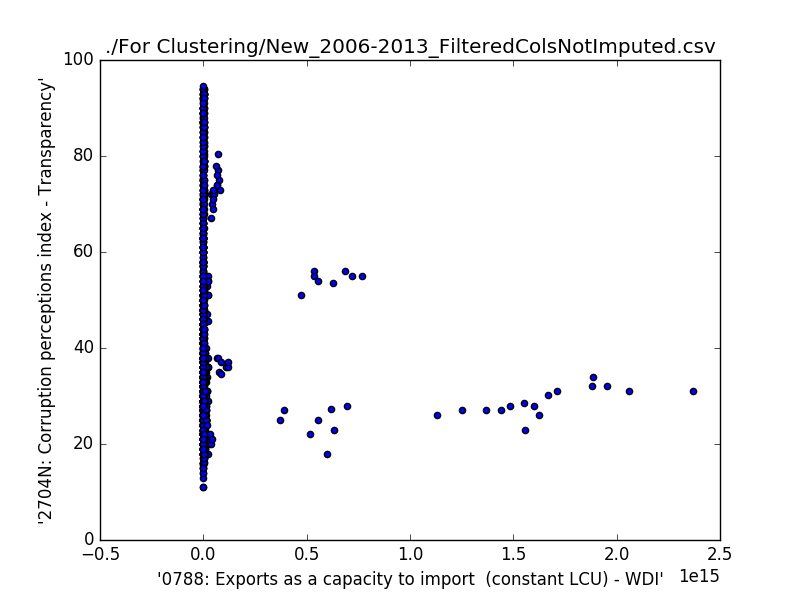 ./For Clustering/New_2006-2013_FilteredColsNotImputed.csv
'2704N: Corruption perceptions index - Transparency'
100
80
60
40
20
0
−0.5 0.0 0.5 1.0 1.5 2.0 2.5
1e15
'0788: Exports as a capacity to import  (constant LCU) - WDI'